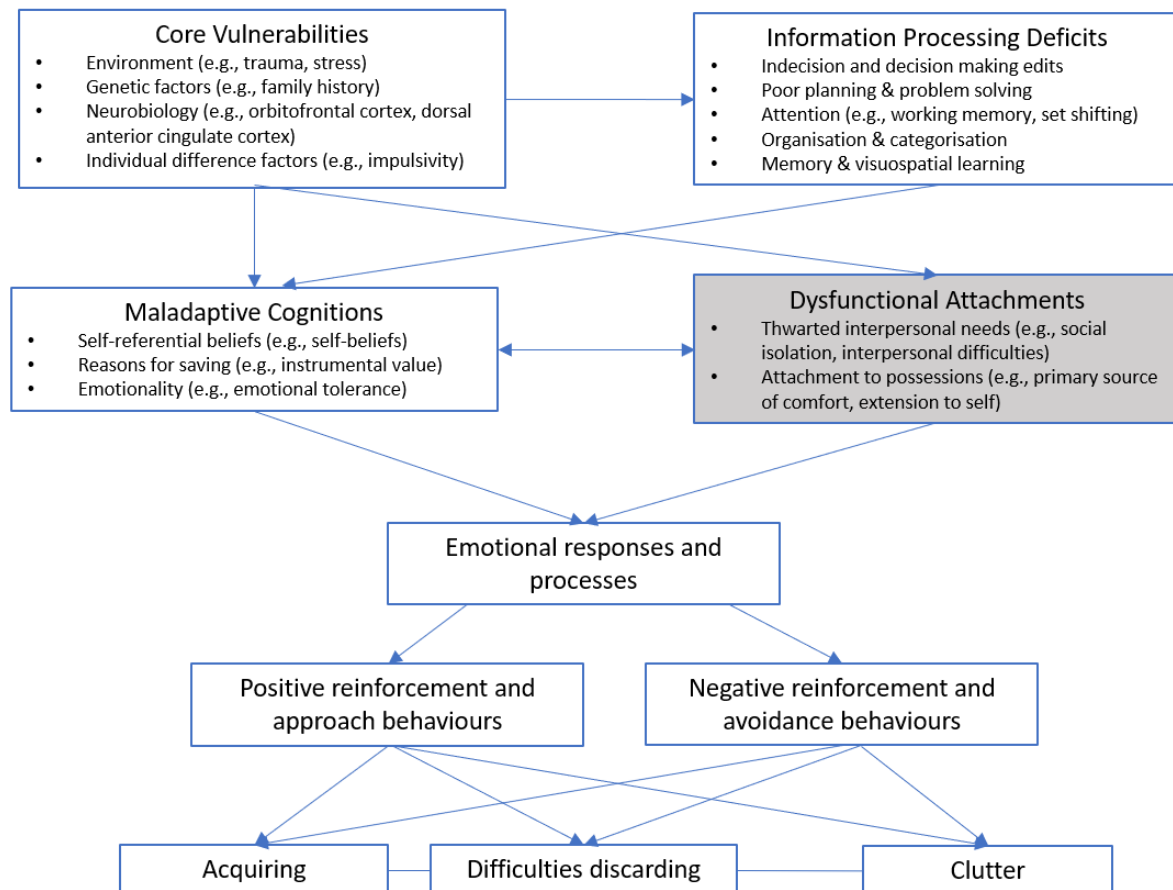 Core Vulnerabilities
• Environment (e.g., trauma, stress)
• Genetic factors (e.g., family history)
• Neurobiology (e.g., orbitofrontal cortex, dorsal
anterior cingulate cortex)
• Individual difference factors (e.g., impulsivity)
Information Processing Deficits
• Indecision and decision making edits
• Poor planning & problem solving
• Attention (e.g., working memory, set shifting)
• Organisation & categorisation
• Memory & visuospatial learning
Maladaptive Cognitions
• Self-referential beliefs (e.g., self-beliefs)
• Reasons for saving (e.g., instrumental value)
• Emotionality (e.g., emotional tolerance)
Dysfunctional Attachments
• Thwarted interpersonal needs (e.g., social
isolation, interpersonal difficulties)
• Attachment to possessions (e.g., primary source
of comfort, extension to self)
Emotional responses and
processes
Positive reinforcement and
approach behaviours
Negative reinforcement and
avoidance behaviours
Acquiring
Difficulties discarding
Clutter